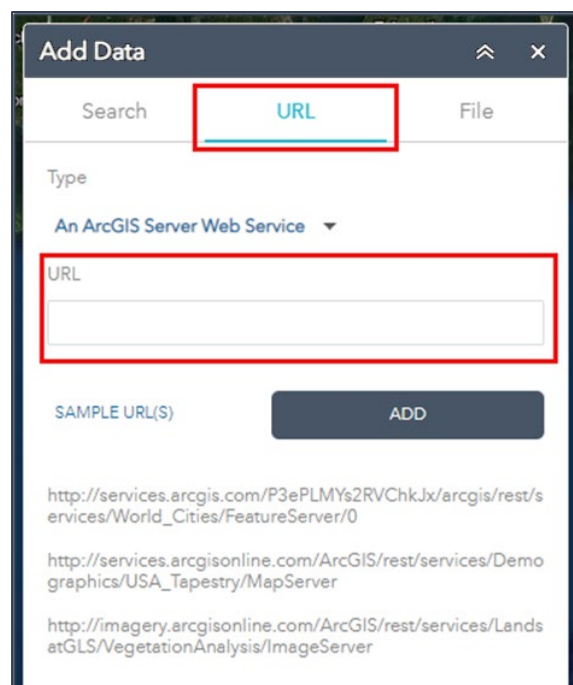 Add Data
Search URL File
Type
An ArcGIS Server Web Service
URL
SAMPLE URL(S) ADD
http://services.arcgis.com/P3ePLMYs2RVChkJx/arcgis/rest/s
ervices/World_Cities/FeatureServer/0
http://services.arcgisonline.com/ArcGIS/rest/services/Demo
graphics/USA_Tapestry/MapServer
http://imagery.arcgisonline.com/ArcGIS/rest/services/Lands
atGLS/VegetationAnalysis/ImageServer